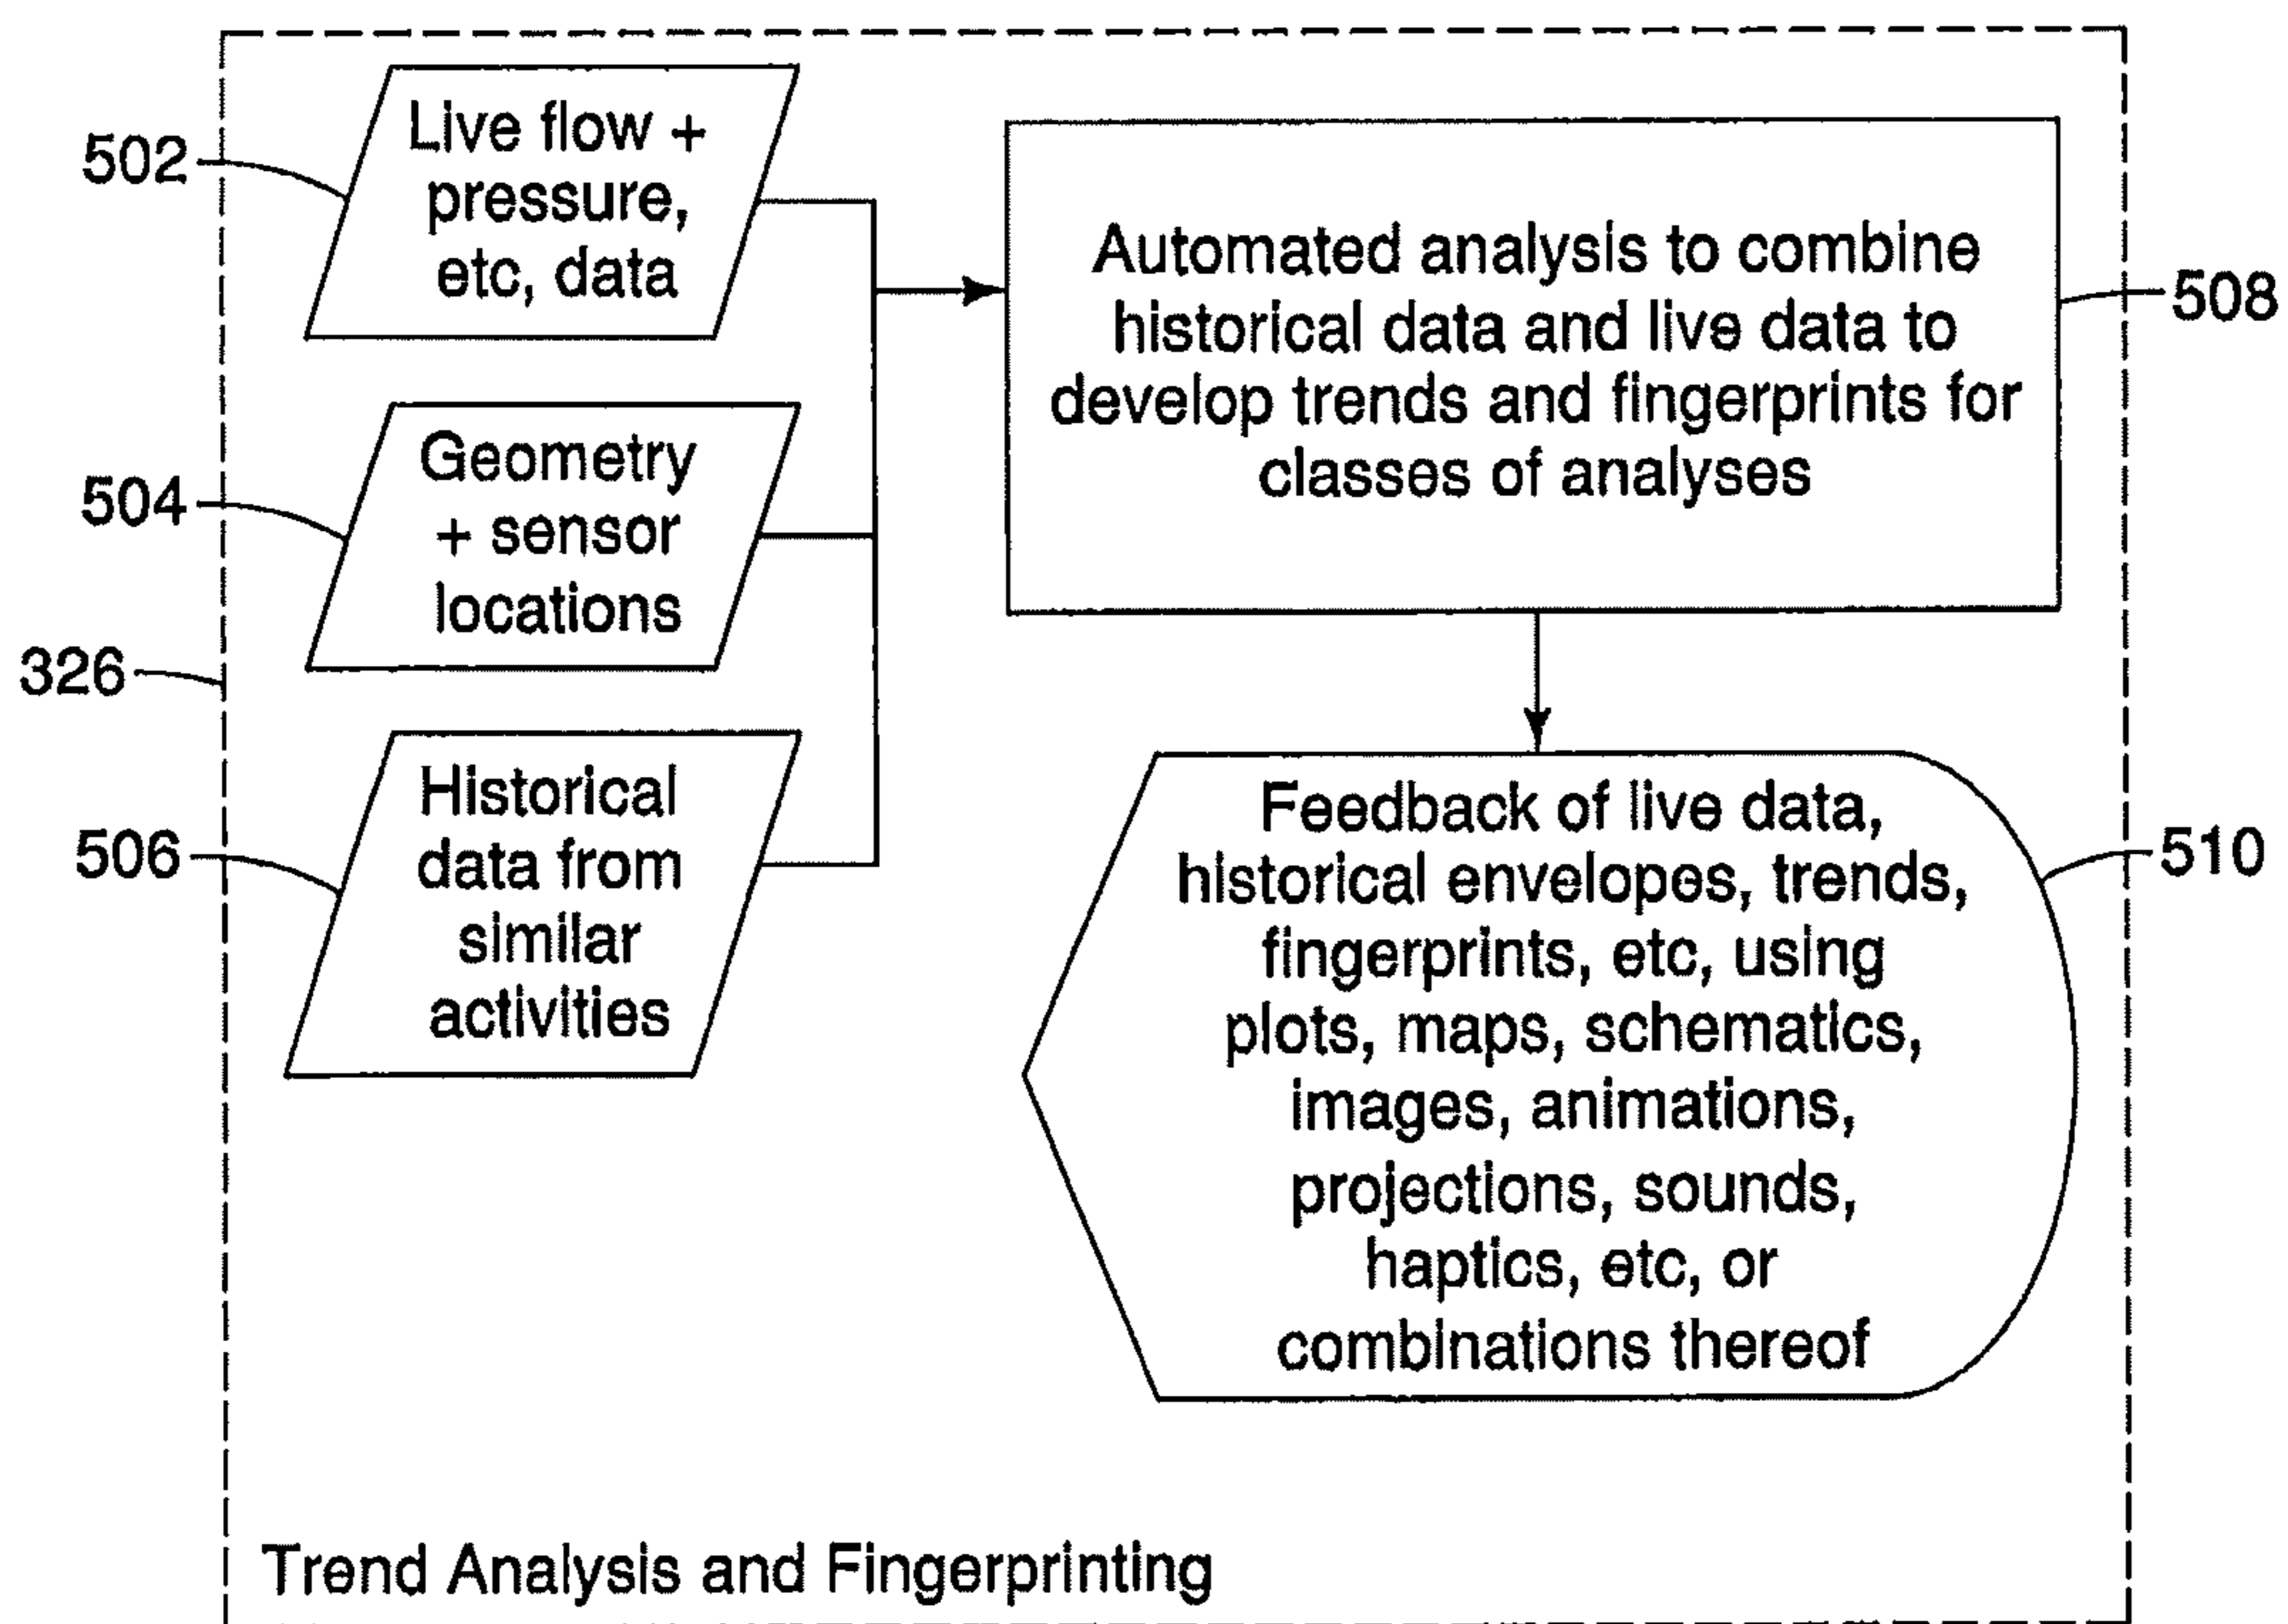 502
Live flow +
pressure,
etc, data
504
Geometry
+ sensor
locations
326
506
Historical
data from
similar
activities
Automated analysis to combine
historical data and live data to
develop trends and fingerprints for
classes of analyses
508
Feedback of live data,
historical envelopes, trends,
fingerprints, etc, using
plots, maps, schematics,
images, animations,
projections, sounds,
haptics, etc, or
combinations thereof
510
Trend Analysis and Fingerprinting